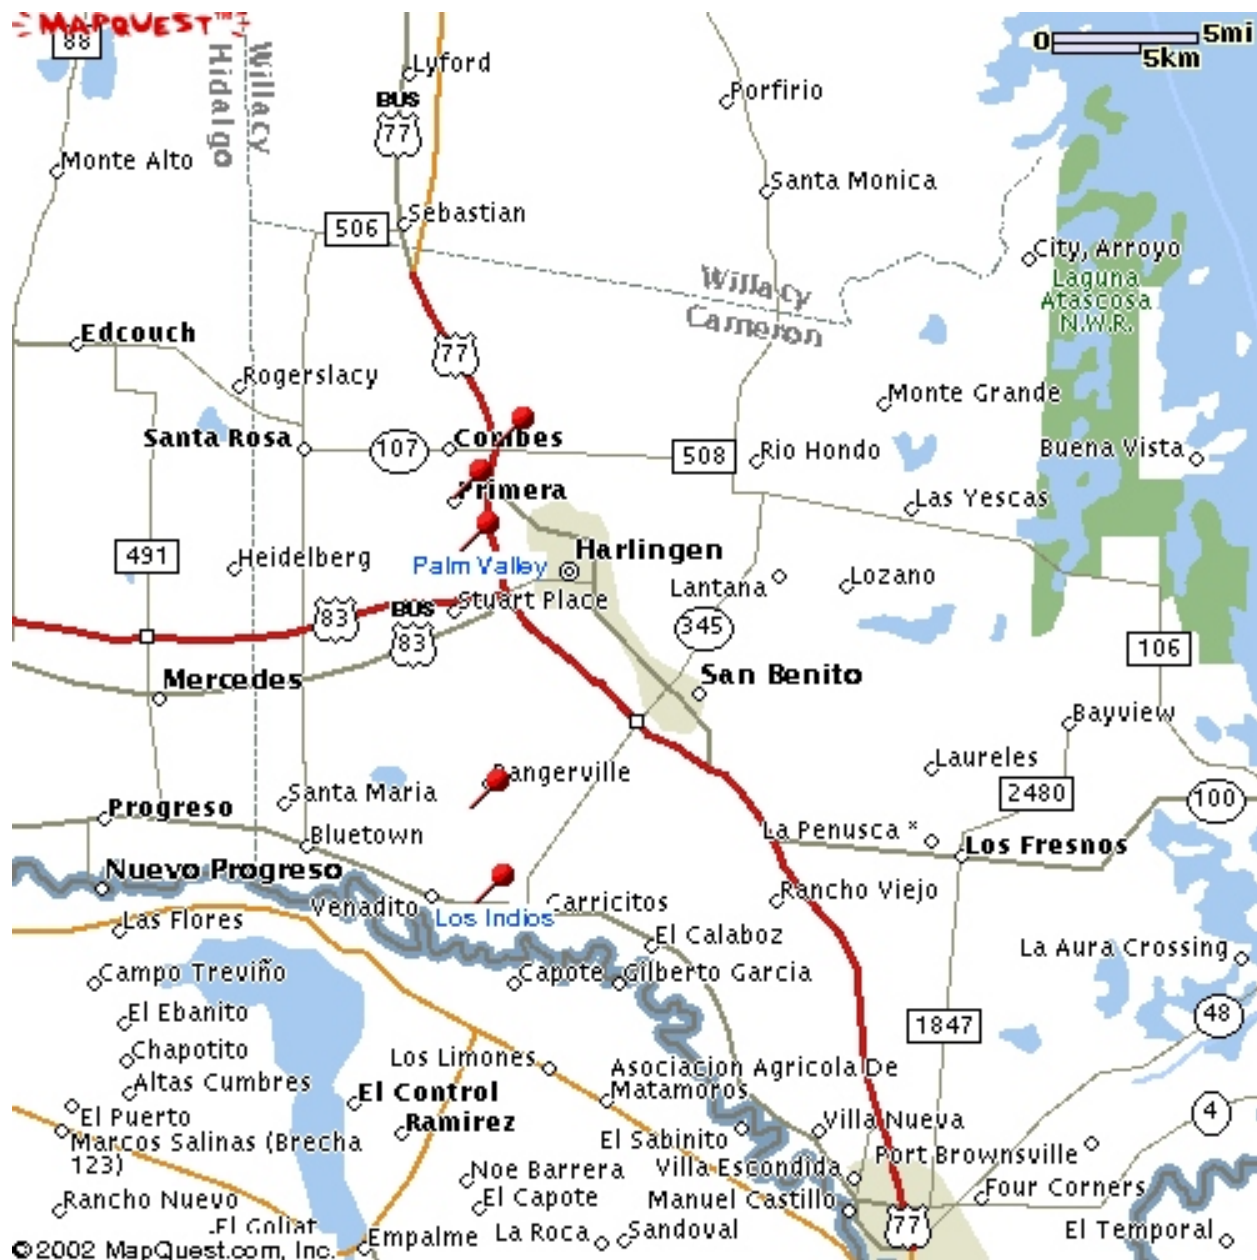 MAPQUEST™
88
Hidalgo
Willacy
Lyford
BUS
77
Porfirio
0 5mi
5km
Monte Alto
Santa Monica
Sebastian
506
City, Arroyo
Laguna
Atascosa
N.W.R.
Willacy
Cameron
Edcouch
77
Rogerslacy
Monte Grande
Santa Rosa
107
Combes
508
Rio Hondo
Buena Vista
Primera
Las Yescas
491
Heidelberg
Palm Valley
Harlingen
Lantana
Lozano
83
BUS
83
Stuart Place
345
106
Mercedes
San Benito
Bayview
Laureles
Rangerville
Santa Maria
2480
100
Progreso
Bluetown
La Penusca *
Los Fresnos
Nuevo Progreso
Venadito
Los Indios
Carricitos
Rancho Viejo
Las Flores
El Calaboz
La Aura Crossing
Campo Treviño
Capote
Gilberto Garcia
El Ebanito
1847
48
Chapotito
Los Limones
Asociacion Agricola De
Matamoros
Altas Cumbres
El Control
El Puerto
Ramirez
Villa Nueva
4
Marcos Salinas (Brecha
123)
El Sabinito
Port Brownsville
Noe Barrera
Villa Escondida
Rancho Nuevo
El Capote
Manuel Castillo
Four Corners
El Goliat
Empalme
La Roca
Sandoval
77
El Temporal
©2002 MapQuest.com, Inc.